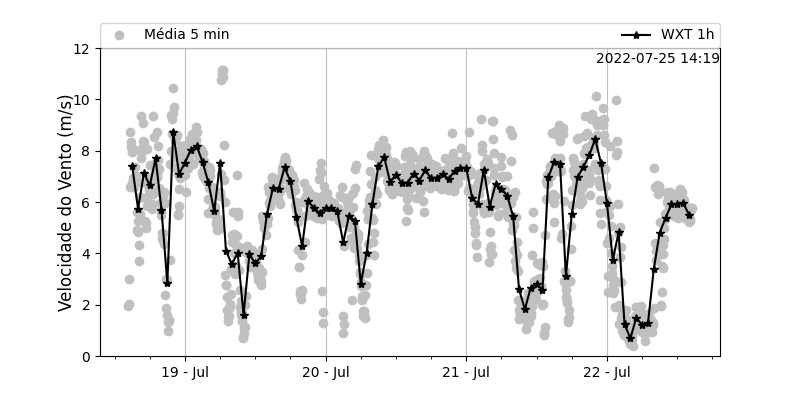 Média 5 min
WXT 1h
2022-07-25 14:19
Velocidade do Vento (m/s)
12
10
8
6
4
2
0
19 - Jul
20 - Jul
21 - Jul
22 - Jul